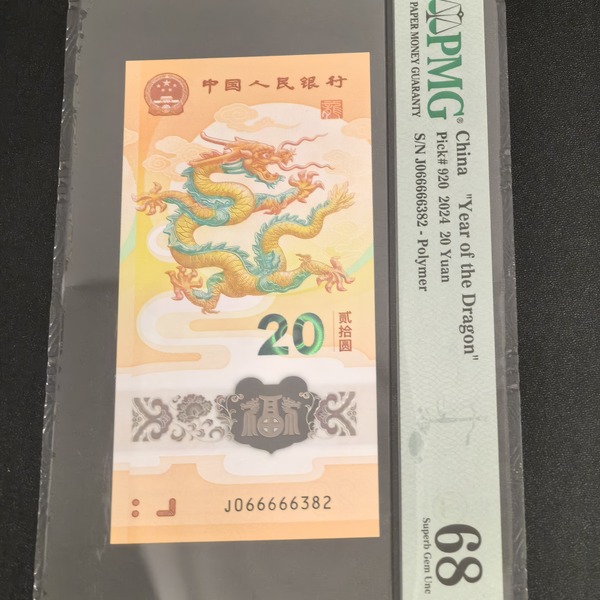 中国人民银行
20
贰拾圆
福
J066666382
PMG
PAPER MONEY GUARANTY
China "Year of the Dragon"
Pick# 920 2024 20 Yuan
S/N J066666382 - Polymer
68
Superb Gem Unc